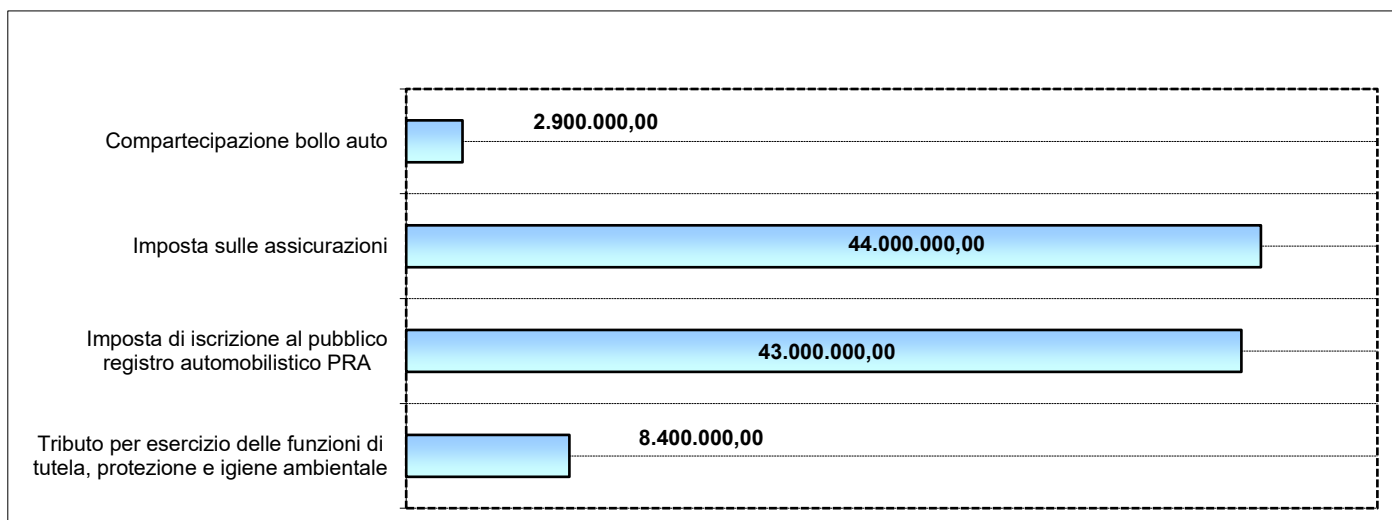 Compartecipazione bollo auto
2.900.000,00
Imposta sulle assicurazioni
44.000.000,00
Imposta di iscrizione al pubblico
registro automobilistico PRA
43.000.000,00
Tributo per esercizio delle funzioni di
tutela, protezione e igiene ambientale
8.400.000,00